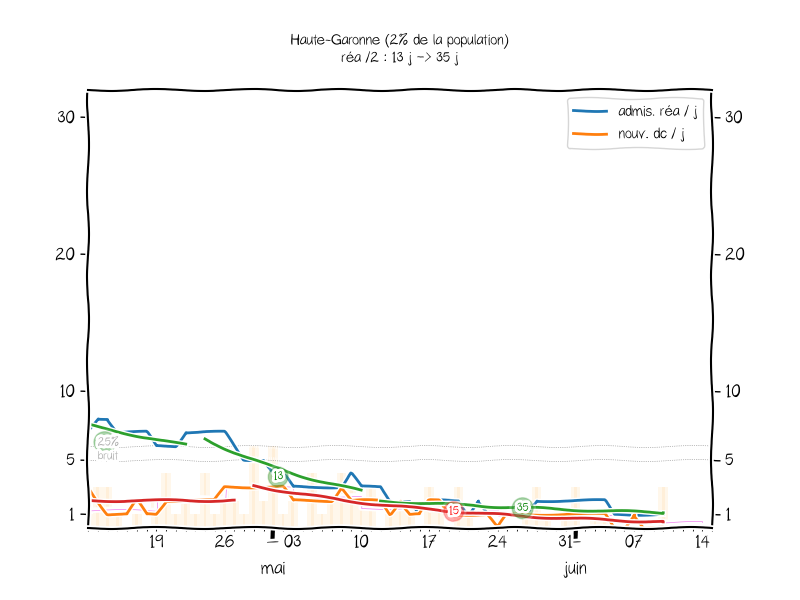 Haute-Garonne (2% de la population)
réa /2 : 13 j -> 35 j
admis. réa / j
nouv. dc / j
30 30
20 20
10 10
5 5
1 1
25%
bruit
13
15
35
19 26 03 10 17 24 31 07 14
mai juin